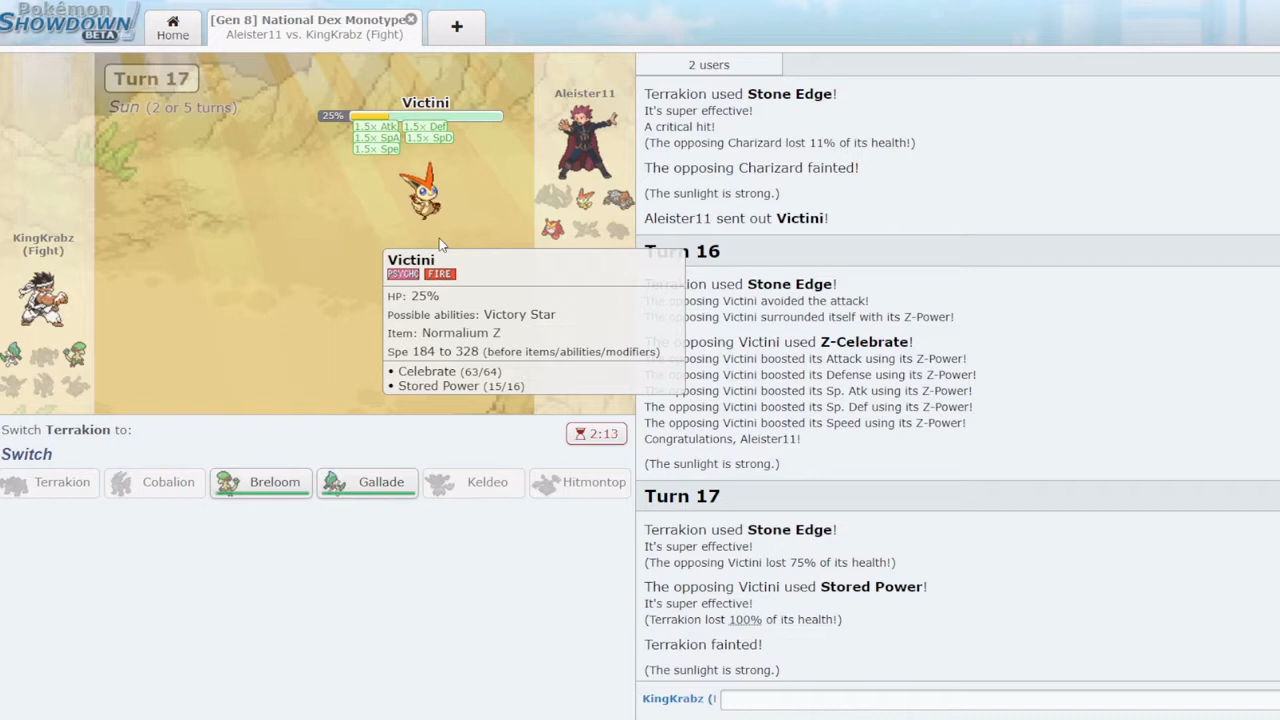 Pokémon
SHOWDOWN
BETA
Home
[Gen 8] National Dex Monotype
Aleister11 vs. KingKrabz (Fight)
+
Turn 17
Sun (2 or 5 turns)
KingKrabz
(Fight)
Victini
25%
1.5× Atk 1.5× Def
1.5× SpA 1.5× SpD
1.5× Spe
Aleister11
Victini
PSYCHC FIRE
HP: 25%
Possible abilities: Victory Star
Item: Normalium Z
Spe 184 to 328 (before items/abilities/modifiers)
• Celebrate (63/64)
• Stored Power (15/16)
Switch Terrakion to:
2:13
Switch
Terrakion
Cobalion
Breloom
Gallade
Keldeo
Hitmontop
2 users
Terrakion used Stone Edge!
It's super effective!
A critical hit!
(The opposing Charizard lost 11% of its health!)
The opposing Charizard fainted!
(The sunlight is strong.)
Aleister11 sent out Victini!
Turn 16
Terrakion used Stone Edge!
The opposing Victini avoided the attack!
The opposing Victini surrounded itself with its Z-Power!
The opposing Victini used Z-Celebrate!
The opposing Victini boosted its Attack using its Z-Power!
The opposing Victini boosted its Defense using its Z-Power!
The opposing Victini boosted its Sp. Atk using its Z-Power!
The opposing Victini boosted its Sp. Def using its Z-Power!
The opposing Victini boosted its Speed using its Z-Power!
Congratulations, Aleister11!
(The sunlight is strong.)
Turn 17
Terrakion used Stone Edge!
It's super effective!
(The opposing Victini lost 75% of its health!)
The opposing Victini used Stored Power!
It's super effective!
(Terrakion lost 100% of its health!)
Terrakion fainted!
(The sunlight is strong.)
KingKrabz (